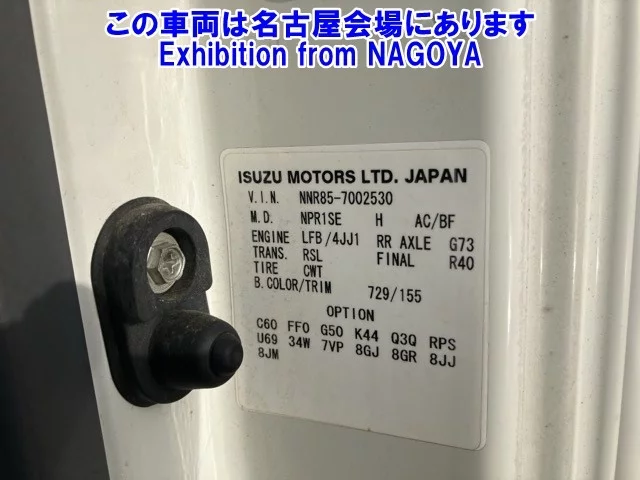 この車両は名古屋会場にあります
Exhibition from NAGOYA
ISUZU MOTORS LTD. JAPAN
V.I.N. NNR85-7002530
M.D. NPR1SE H AC/BF
ENGINE LFB/4JJ1 RR AXLE G73
TRANS. RSL FINAL R40
TIRE CWT
B.COLOR/TRIM 729/155
OPTION
C60 FF0 G50 K44 Q3Q RPS
U69 34W 7VP 8GJ 8GR 8JJ
8JM